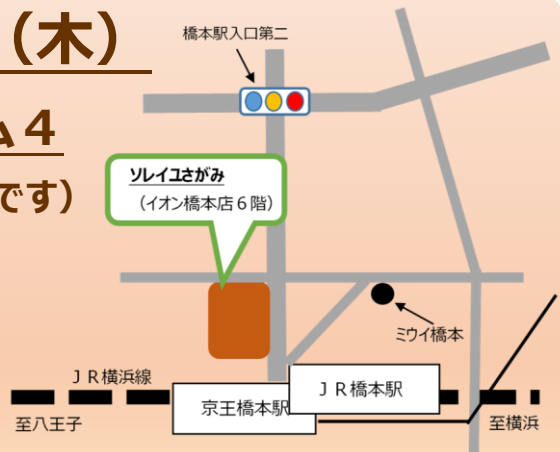 （木）
ム４
です）
橋本駅入口第二
ソレイユさがみ
（イオン橋本店６階）
ミウイ橋本
ＪＲ横浜線
ＪＲ橋本駅
京王橋本駅
至八王子
至横浜